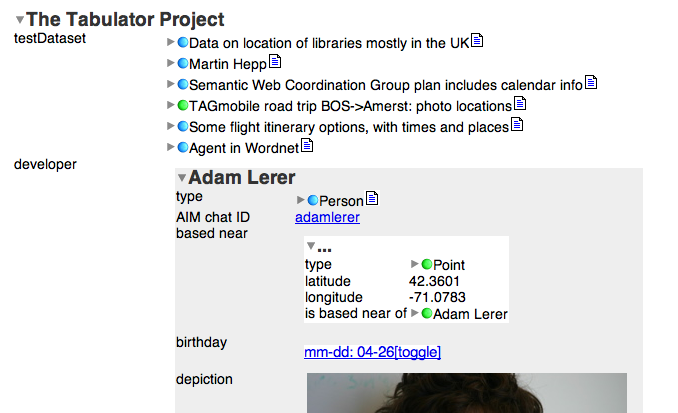 The Tabulator Project
testDataset
Data on location of libraries mostly in the UK
Martin Hepp
Semantic Web Coordination Group plan includes calendar info
TAGmobile road trip BOS->Amerst: photo locations
Some flight itinerary options, with times and places
Agent in Wordnet
developer
Adam Lerer
type Person
AIM chat ID adamlerer
based near
...
type Point
latitude 42.3601
longitude -71.0783
is based near of Adam Lerer
birthday
mm-dd: 04-26[toggle]
depiction